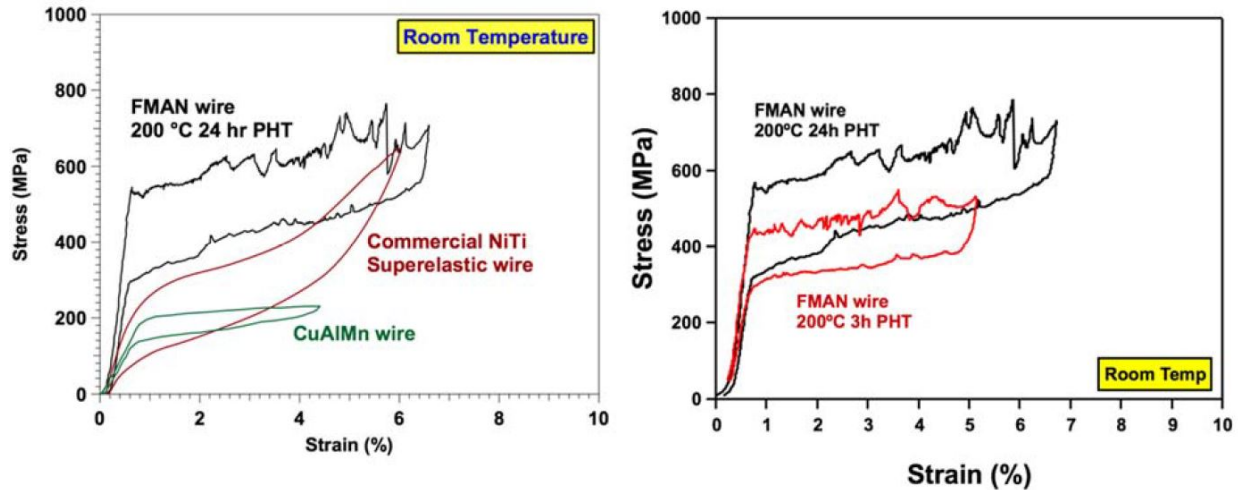 1000
800
600
400
200
0
Stress (MPa)
Room Temperature
FMAN wire
200 °C 24 hr PHT
Commercial NiTi
Superelastic wire
CuAlMn wire
0 2 4 6 8 10
Strain (%)
1000
800
600
400
200
0
Stress (MPa)
FMAN wire
200ºC 24h PHT
FMAN wire
200ºC 3h PHT
Room Temp
0 1 2 3 4 5 6 7 8 9 10
Strain (%)